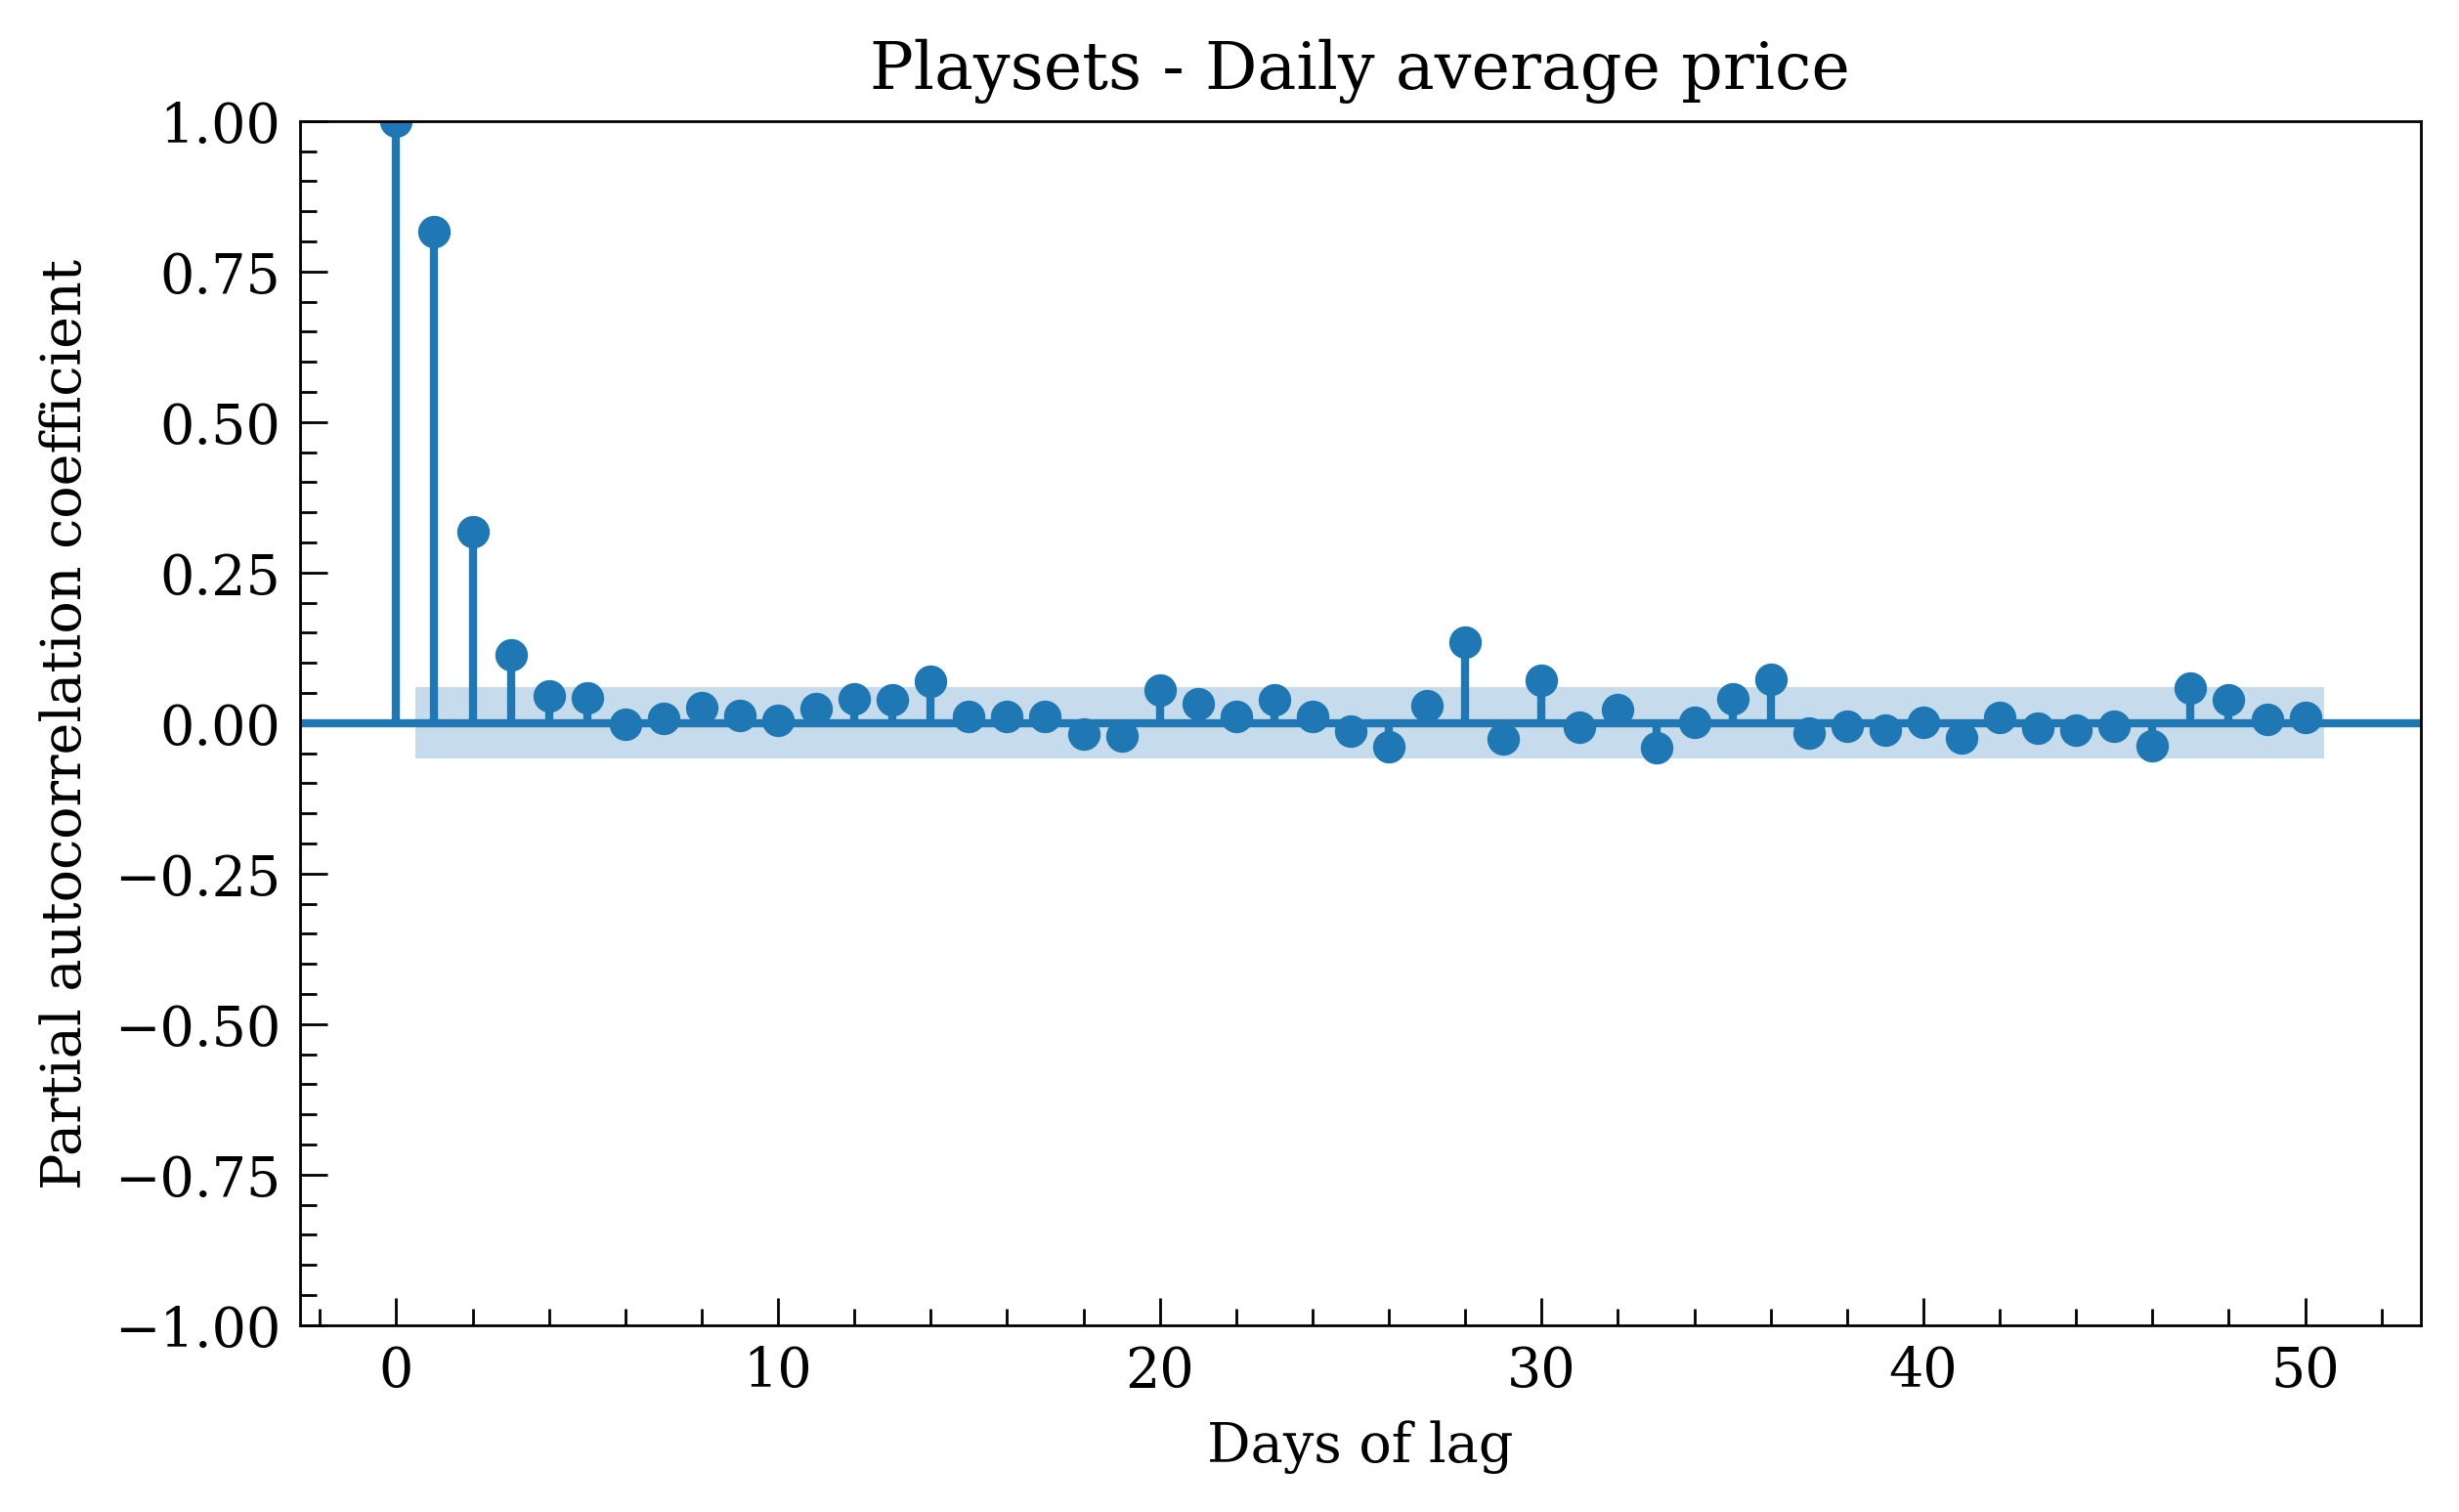 Playsets - Daily average price
Partial autocorrelation coefficient
1.00
0.75
0.50
0.25
0.00
−0.25
−0.50
−0.75
−1.00
0 10 20 30 40 50
Days of lag